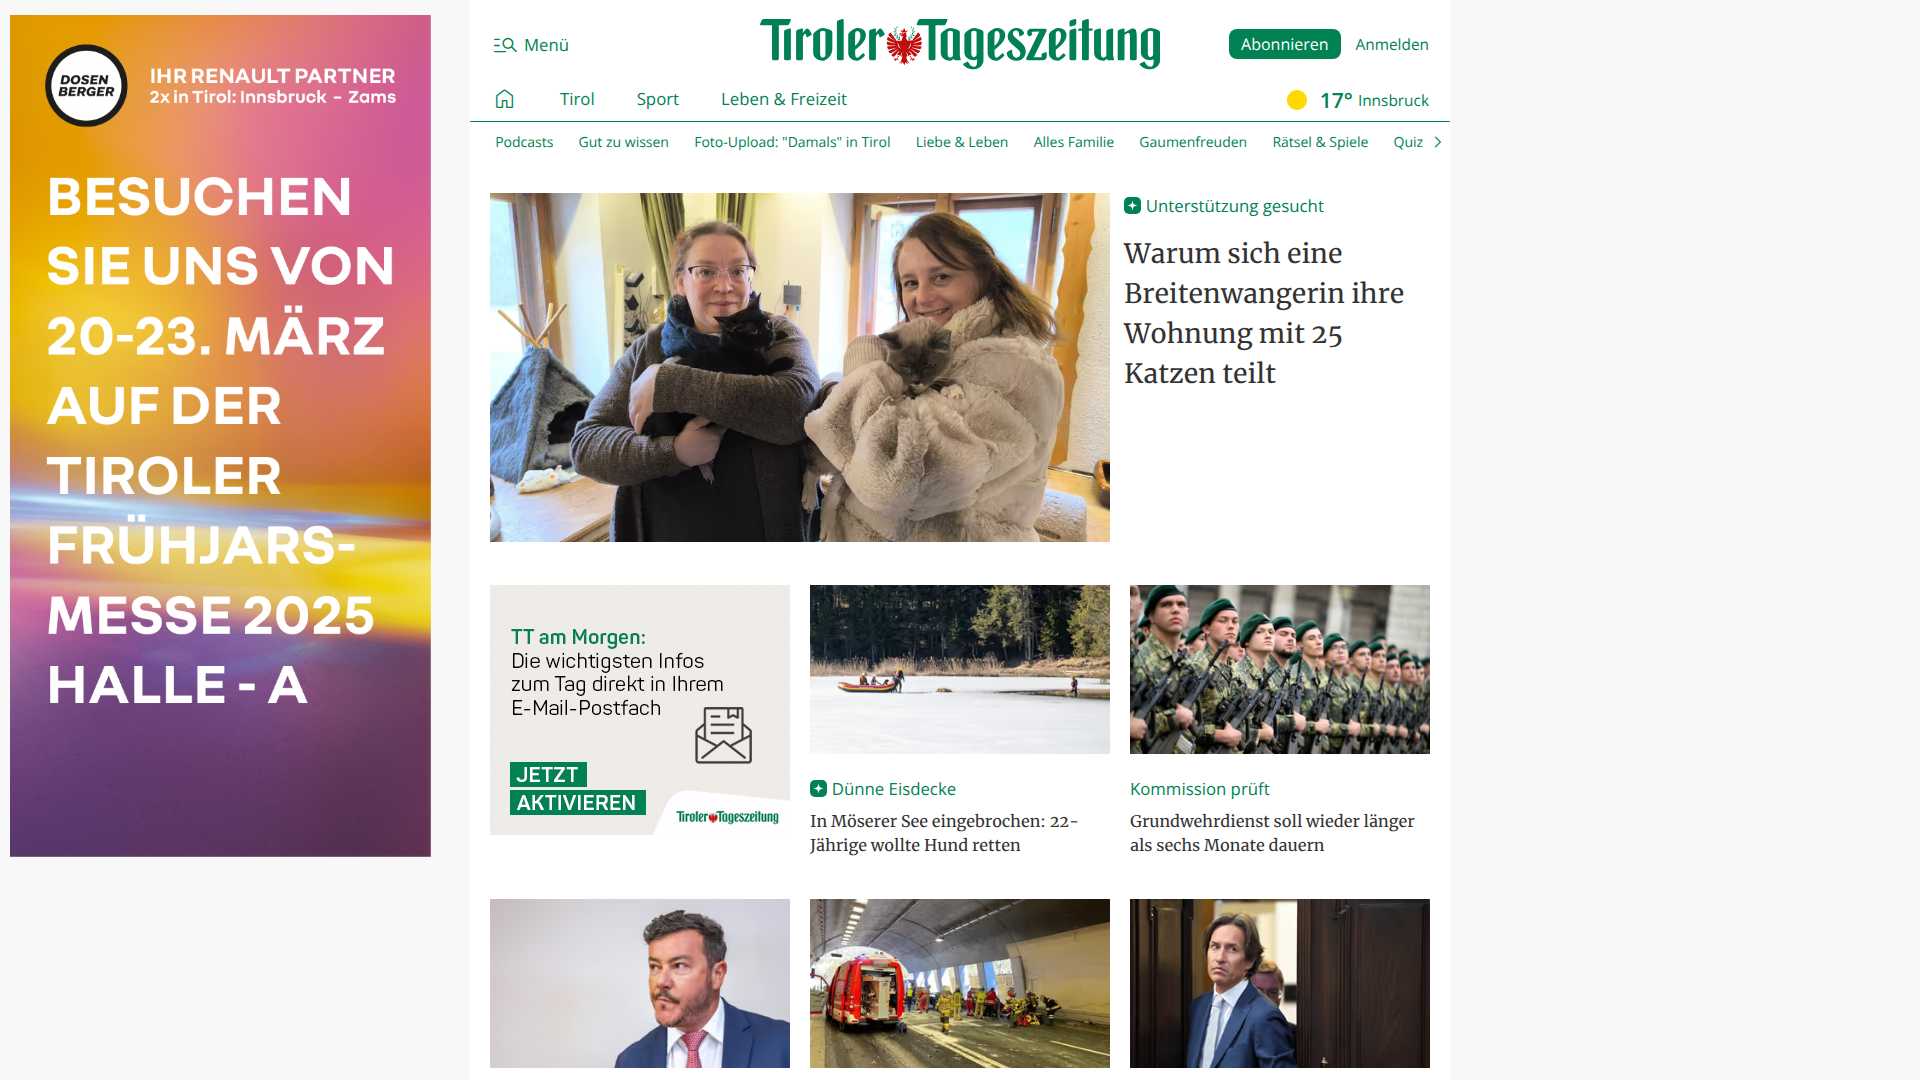 DOSEN
BERGER
IHR RENAULT PARTNER
2x in Tirol: Innsbruck - Zams
BESUCHEN
SIE UNS VON
20-23. MÄRZ
AUF DER
TIROLER
FRÜHJARS-
MESSE 2025
HALLE - A
Menü
Tiroler Tageszeitung
Abonnieren
Anmelden
Tirol
Sport
Leben & Freizeit
17° Innsbruck
Podcasts
Gut zu wissen
Foto-Upload: "Damals" in Tirol
Liebe & Leben
Alles Familie
Gaumenfreuden
Rätsel & Spiele
Quiz
Unterstützung gesucht
Warum sich eine
Breitenwangerin ihre
Wohnung mit 25
Katzen teilt
TT am Morgen:
Die wichtigsten Infos
zum Tag direkt in Ihrem
E-Mail-Postfach
JETZT
AKTIVIEREN
Tiroler Tageszeitung
Dünne Eisdecke
In Möserer See eingebrochen: 22-
Jährige wollte Hund retten
Kommission prüft
Grundwehrdienst soll wieder länger
als sechs Monate dauern